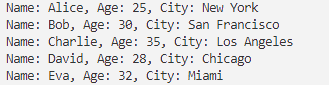 Name: Alice, Age: 25, City: New York
Name: Bob, Age: 30, City: San Francisco
Name: Charlie, Age: 35, City: Los Angeles
Name: David, Age: 28, City: Chicago
Name: Eva, Age: 32, City: Miami